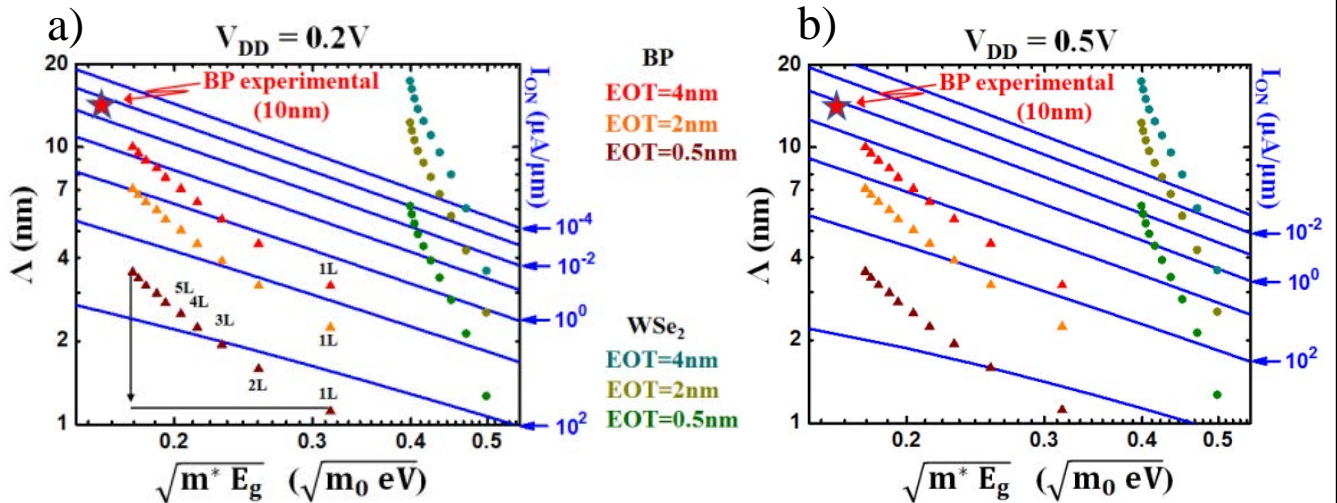 a)
V_DD = 0.2V
20
10
7
4
2
1
Λ (nm)
BP experimental
(10nm)
5L
4L
3L
2L
1L
1L
1L
I_ON (μA/μm)
10^-4
10^-2
10^0
10^2
0.2
0.3
0.4
0.5
√(m* E_g) (√(m_0 eV))
BP
EOT=4nm
EOT=2nm
EOT=0.5nm
WSe_2
EOT=4nm
EOT=2nm
EOT=0.5nm
b)
V_DD = 0.5V
20
10
7
4
2
1
Λ (nm)
BP experimental
(10nm)
I_ON (μA/μm)
10^-2
10^0
10^2
0.2
0.3
0.4
0.5
√(m* E_g) (√(m_0 eV))